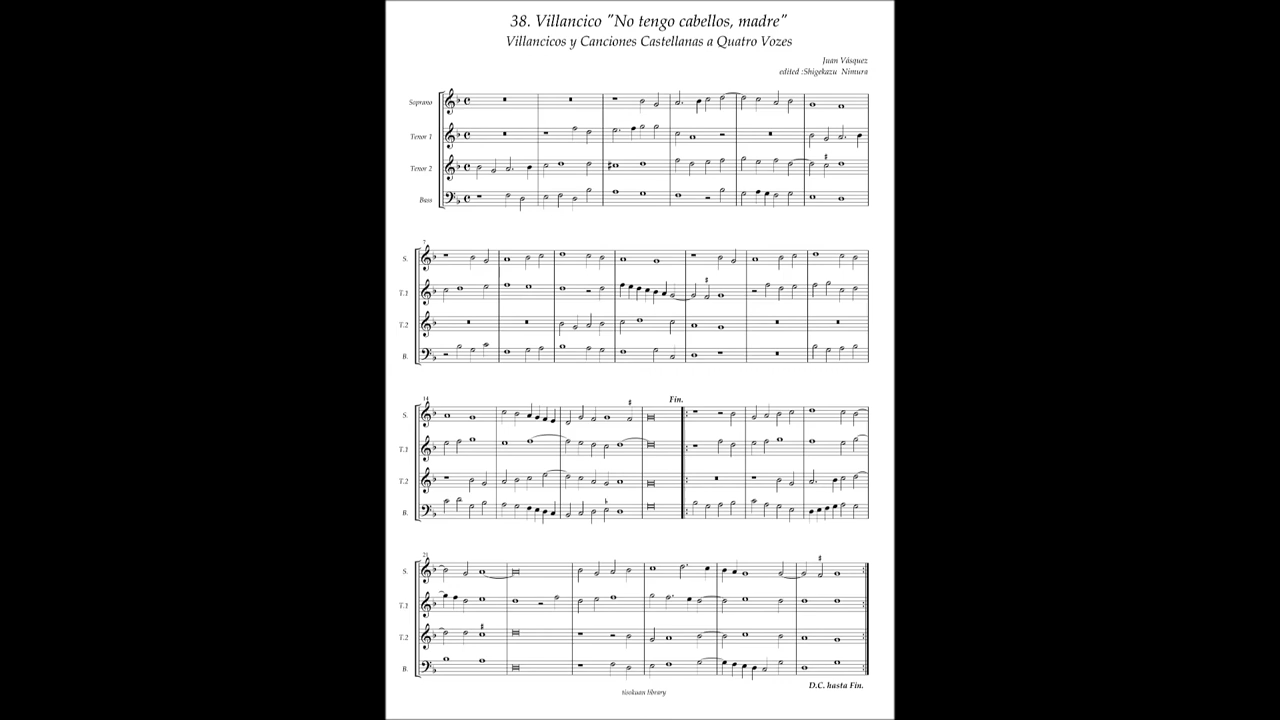 38. Villancico "No tengo cabellos, madre"
Villancicos y Canciones Castellanas a Quatro Vozes
Juan Vásquez
edited :Shigekazu Nimura
Soprano
Tenor 1
Tenor 2
Bass
7
S.
T.1
T.2
B.
14
Fin.
S.
T.1
T.2
B.
21
S.
T.1
T.2
B.
D.C. hasta Fin.
library